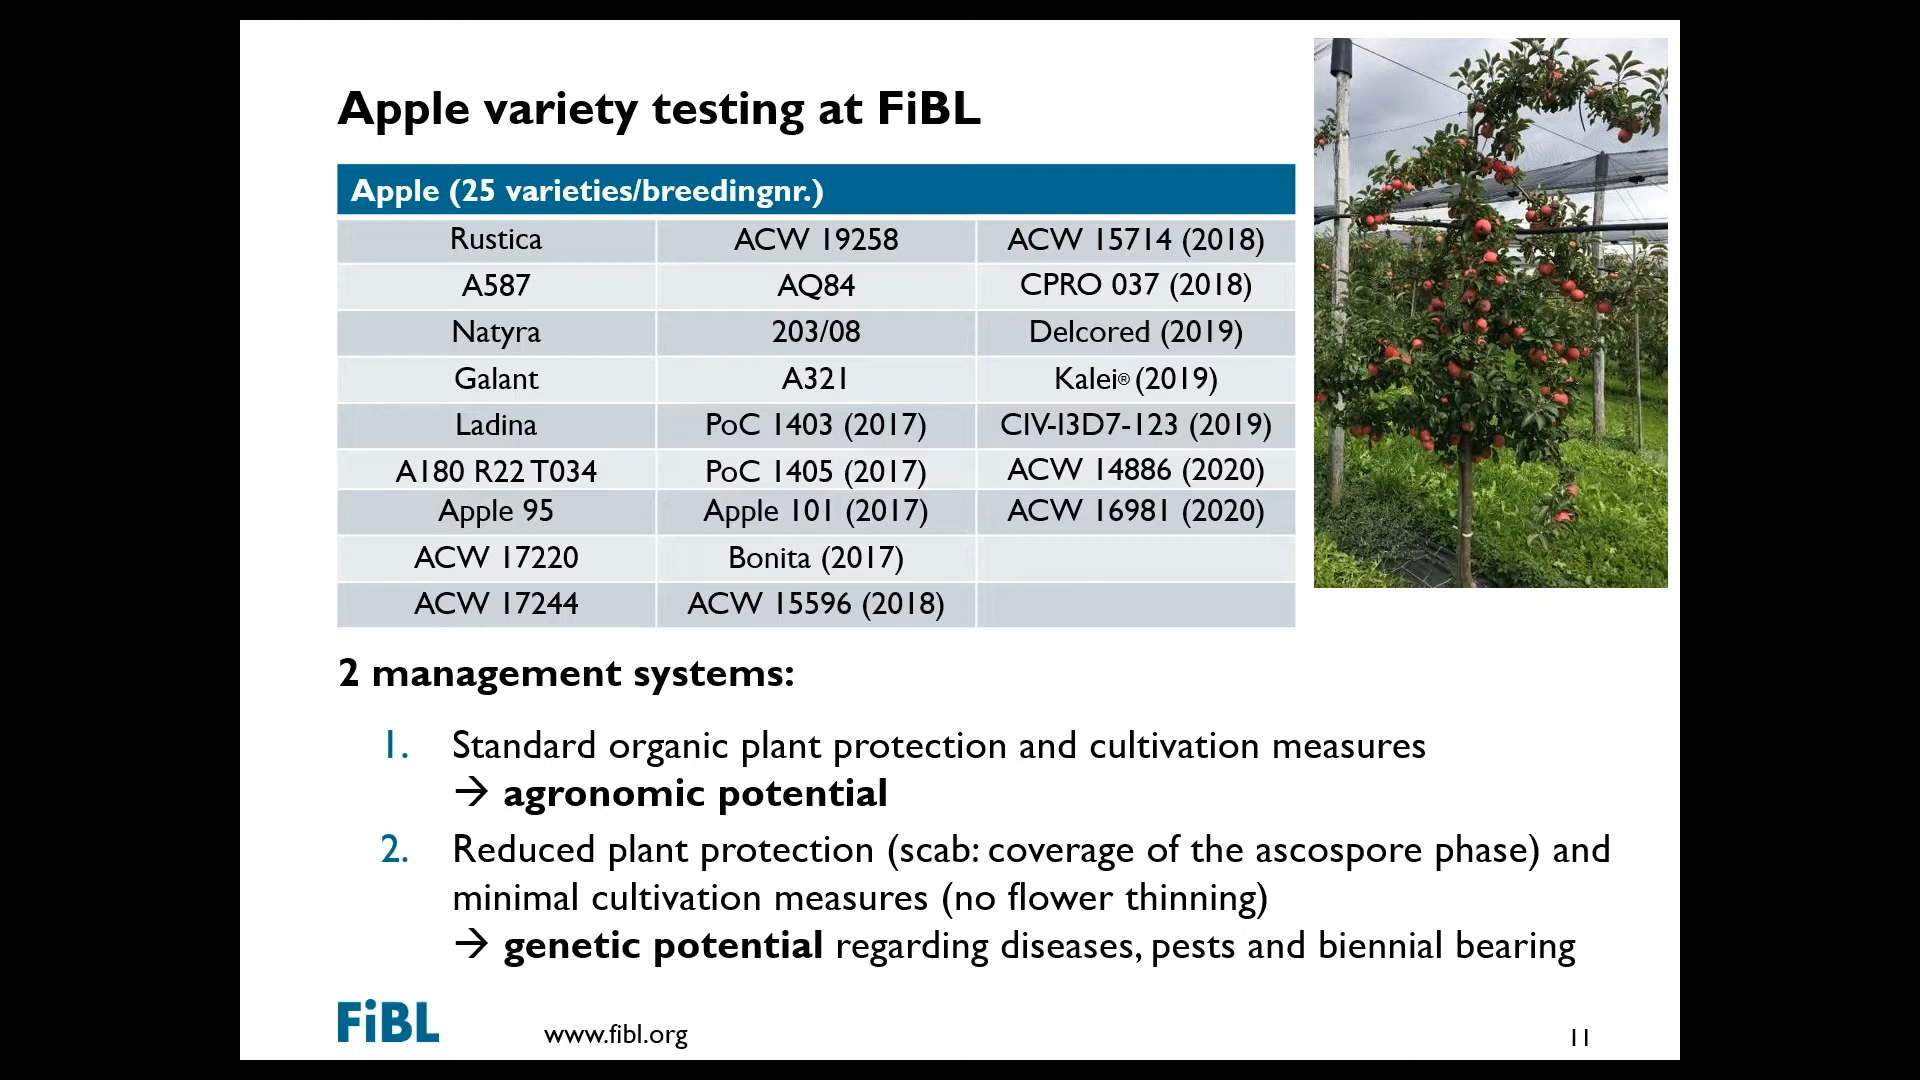 Apple variety testing at FiBL
Apple (25 varieties/breedingnr.)
Rustica ACW 19258 ACW 15714 (2018)
A587 AQ84 CPRO 037 (2018)
Natyra 203/08 Delcored (2019)
Galant A321 Kalei® (2019)
Ladina PoC 1403 (2017) CIV-I3D7-123 (2019)
A180 R22 T034 PoC 1405 (2017) ACW 14886 (2020)
Apple 95 Apple 101 (2017) ACW 16981 (2020)
ACW 17220 Bonita (2017)
ACW 17244 ACW 15596 (2018)
2 management systems:
1. Standard organic plant protection and cultivation measures
→ agronomic potential
2. Reduced plant protection (scab: coverage of the ascospore phase) and
minimal cultivation measures (no flower thinning)
→ genetic potential regarding diseases, pests and biennial bearing
FiBL www.fibl.org 11